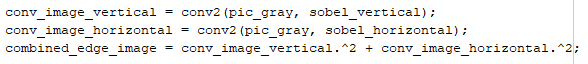 conv_image_vertical = conv2(pic_gray, sobel_vertical);
conv_image_horizontal = conv2(pic_gray, sobel_horizontal);
combined_edge_image = conv_image_vertical.^2 + conv_image_horizontal.^2;